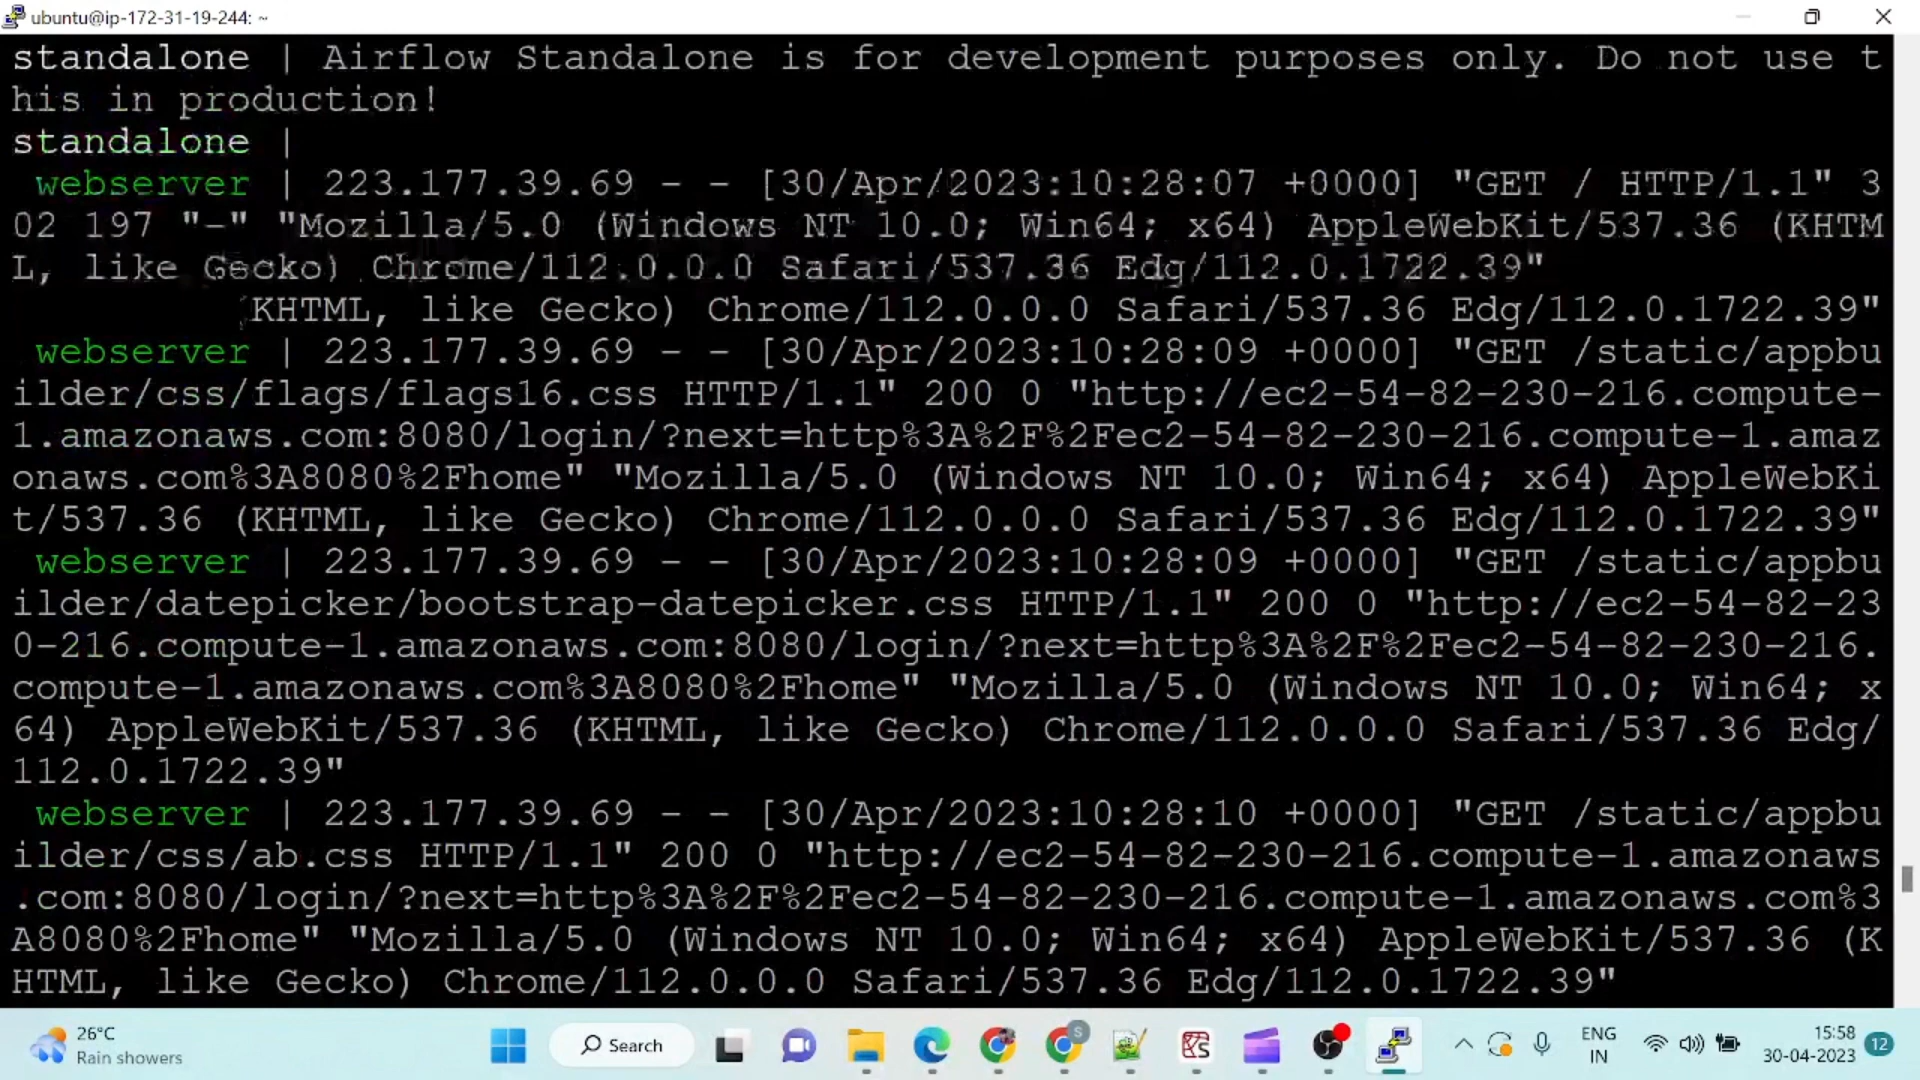 ubuntu@ip-172-31-19-244: ~
standalone | Airflow Standalone is for development purposes only. Do not use t
his in production!
standalone |
webserver | 223.177.39.69 - - [30/Apr/2023:10:28:07 +0000] "GET / HTTP/1.1" 3
02 197 "-" "Mozilla/5.0 (Windows NT 10.0; Win64; x64) AppleWebKit/537.36 (KHTM
L, like Gecko) Chrome/112.0.0.0 Safari/537.36 Edg/112.0.1722.39"
KHTML, like Gecko) Chrome/112.0.0.0 Safari/537.36 Edg/112.0.1722.39"
webserver | 223.177.39.69 - - [30/Apr/2023:10:28:09 +0000] "GET /static/appbu
ilder/css/flags/flags16.css HTTP/1.1" 200 0 "http://ec2-54-82-230-216.compute-
1.amazonaws.com:8080/login/?next=http%3A%2F%2Fec2-54-82-230-216.compute-1.amaz
onaws.com%3A8080%2Fhome" "Mozilla/5.0 (Windows NT 10.0; Win64; x64) AppleWebKi
t/537.36 (KHTML, like Gecko) Chrome/112.0.0.0 Safari/537.36 Edg/112.0.1722.39"
webserver | 223.177.39.69 - - [30/Apr/2023:10:28:09 +0000] "GET /static/appbu
ilder/datepicker/bootstrap-datepicker.css HTTP/1.1" 200 0 "http://ec2-54-82-23
0-216.compute-1.amazonaws.com:8080/login/?next=http%3A%2F%2Fec2-54-82-230-216.
compute-1.amazonaws.com%3A8080%2Fhome" "Mozilla/5.0 (Windows NT 10.0; Win64; x
64) AppleWebKit/537.36 (KHTML, like Gecko) Chrome/112.0.0.0 Safari/537.36 Edg/
112.0.1722.39"
webserver | 223.177.39.69 - - [30/Apr/2023:10:28:10 +0000] "GET /static/appbu
ilder/css/ab.css HTTP/1.1" 200 0 "http://ec2-54-82-230-216.compute-1.amazonaws
.com:8080/login/?next=http%3A%2F%2Fec2-54-82-230-216.compute-1.amazonaws.com%3
A8080%2Fhome" "Mozilla/5.0 (Windows NT 10.0; Win64; x64) AppleWebKit/537.36 (K
HTML, like Gecko) Chrome/112.0.0.0 Safari/537.36 Edg/112.0.1722.39"
26°C
Rain showers
Search
S
ENG
IN
15:58
30-04-2023
12